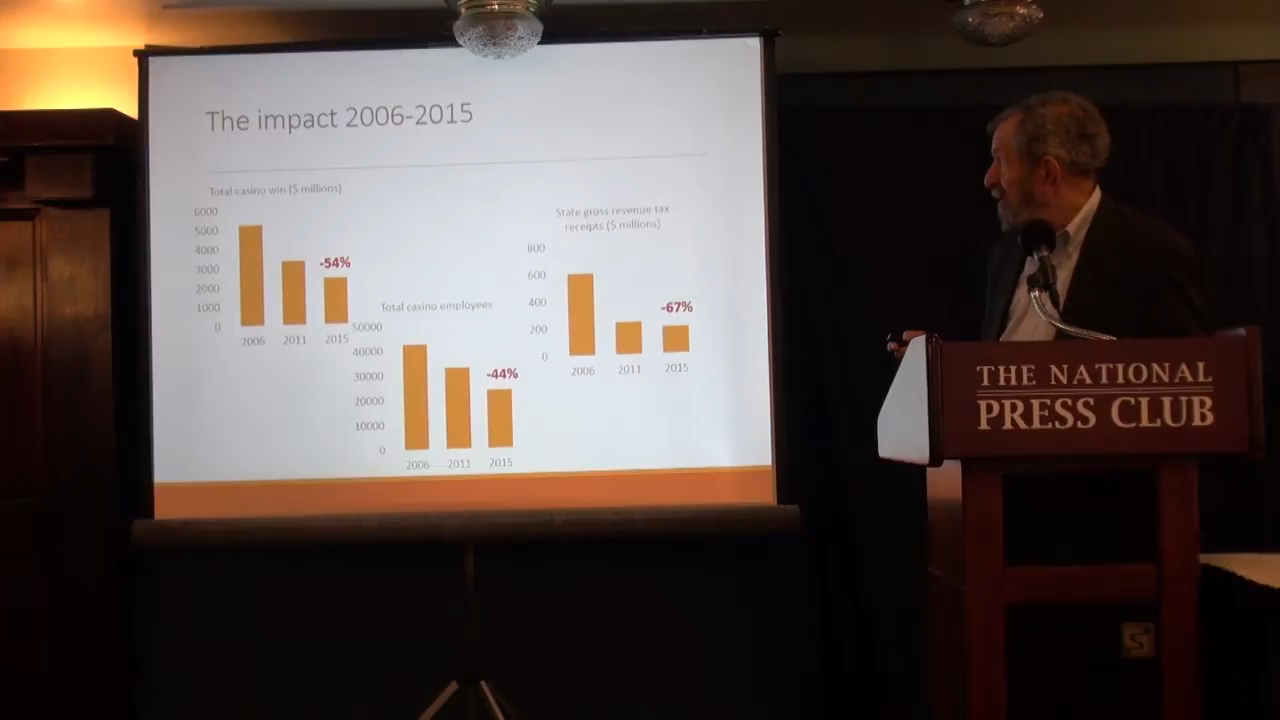 The impact 2006-2015
Total casino win ($ millions)
6000
5000
4000
3000
2000
1000
0
-54%
2006 2011 2015
Total casino employees
50000
40000
30000
20000
10000
0
-44%
2006 2011 2015
State gross revenue tax
receipts ($ millions)
800
600
400
200
0
-67%
2006 2011 2015
THE NATIONAL
PRESS CLUB